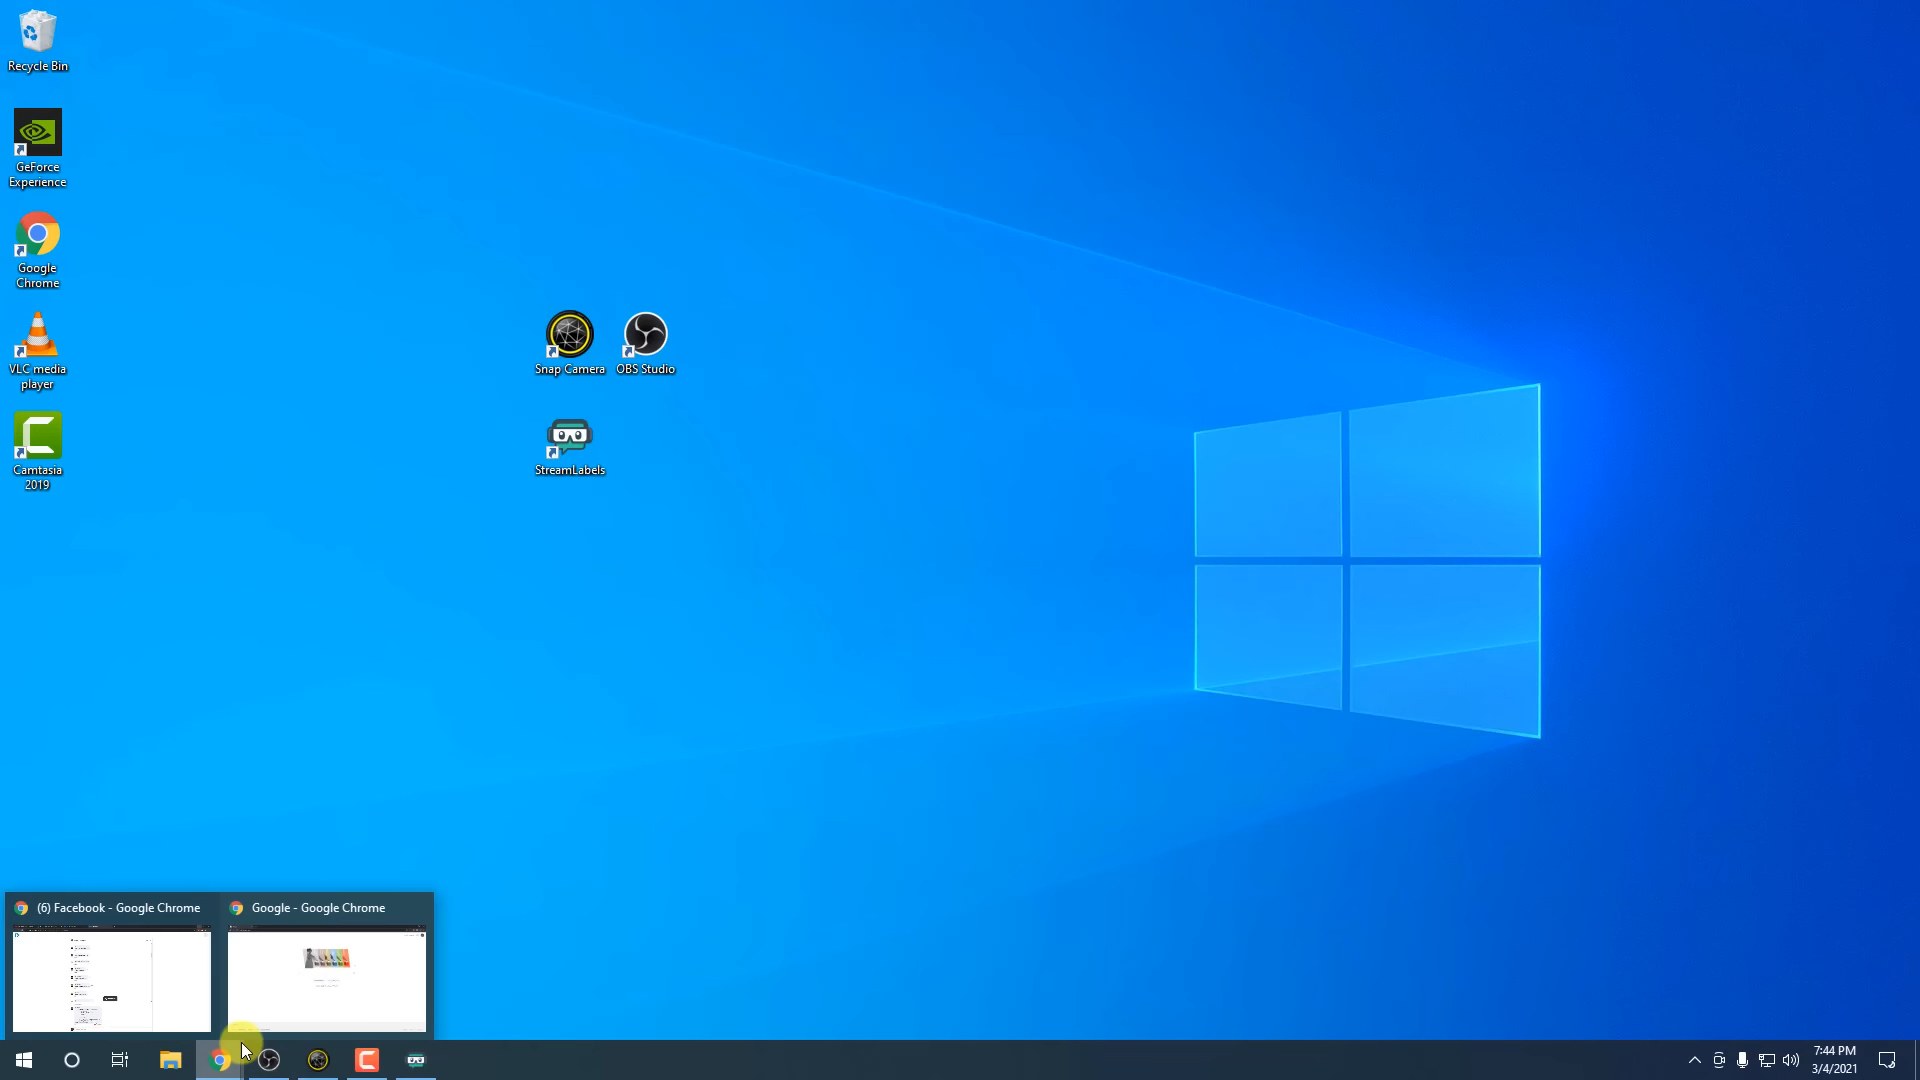 Recycle Bin
GeForce
Experience
Google
Chrome
VLC media
player
Camtasia
2019
Snap Camera
OBS Studio
StreamLabels
(6) Facebook - Google Chrome
Google - Google Chrome
7:44 PM
3/4/2021